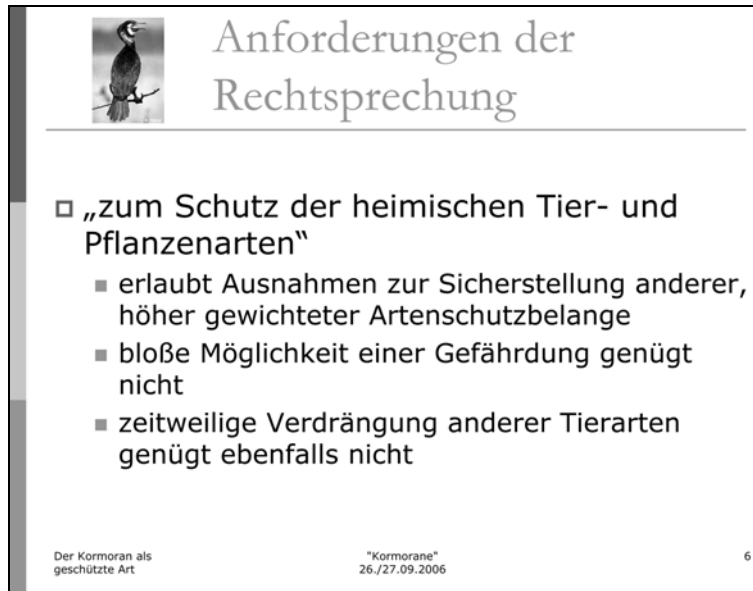 Anforderungen der
Rechtsprechung
„zum Schutz der heimischen Tier- und
Pflanzenarten“
erlaubt Ausnahmen zur Sicherstellung anderer,
höher gewichteter Artenschutzbelange
bloße Möglichkeit einer Gefährdung genügt
nicht
zeitweilige Verdrängung anderer Tierarten
genügt ebenfalls nicht
Der Kormoran als
geschützte Art
"Kormorane"
26./27.09.2006
6